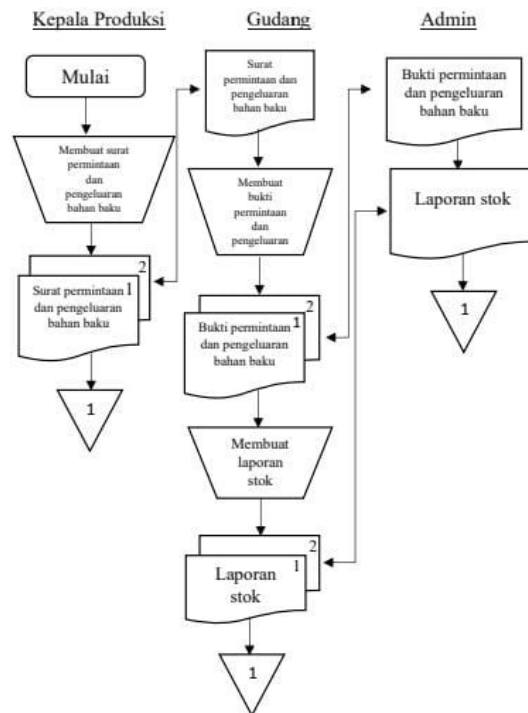 Kepala Produksi
Mulai
Membuat surat
permintaan
dan
pengeluaran
bahan baku
2
Surat permintaan 1
dan pengeluaran
bahan baku
1
Gudang
Surat
permintaan dan
pengeluaran
bahan baku
Membuat
bukti
permintaan
dan
pengeluaran
2
1
Bukti permintaan
dan pengeluaran
bahan baku
Membuat
laporan
stok
2
1
Laporan
stok
1
Admin
Bukti permintaan
dan pengeluaran
bahan baku
Laporan stok
1